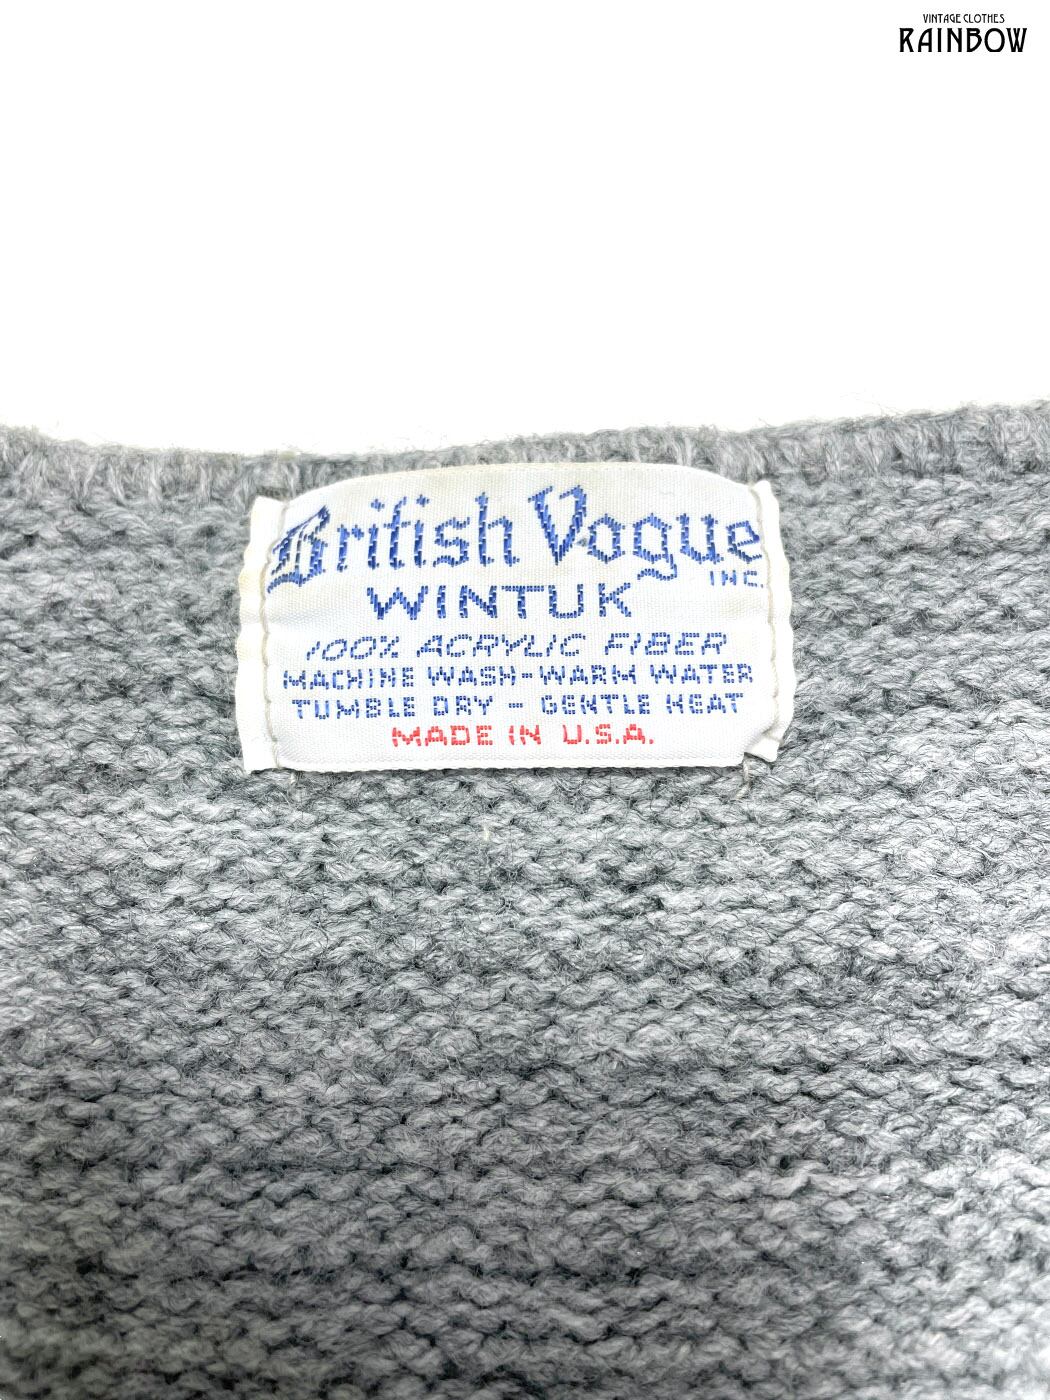 VINTAGE CLOTHES
RAINBOW
British Vogue
INC.
WINTUK
100% ACRYLIC FIBER
MACHINE WASH-WARM WATER
TUMBLE DRY - GENTLE HEAT
MADE IN U.S.A.